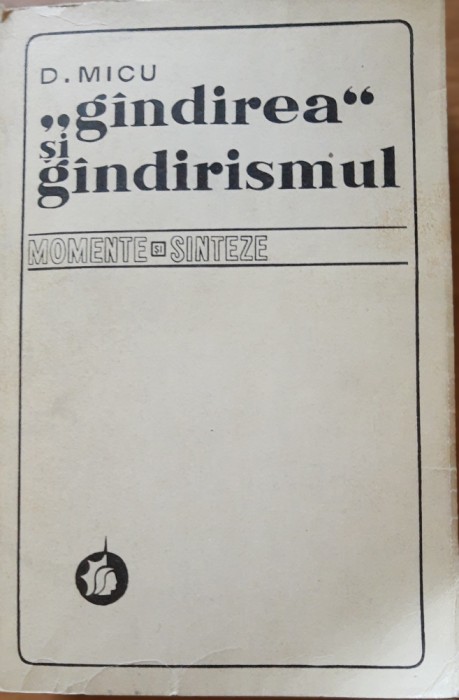 D. MICU
„gîndirea“
și
gîndirismul
MOMENTE ȘI SINTEZE